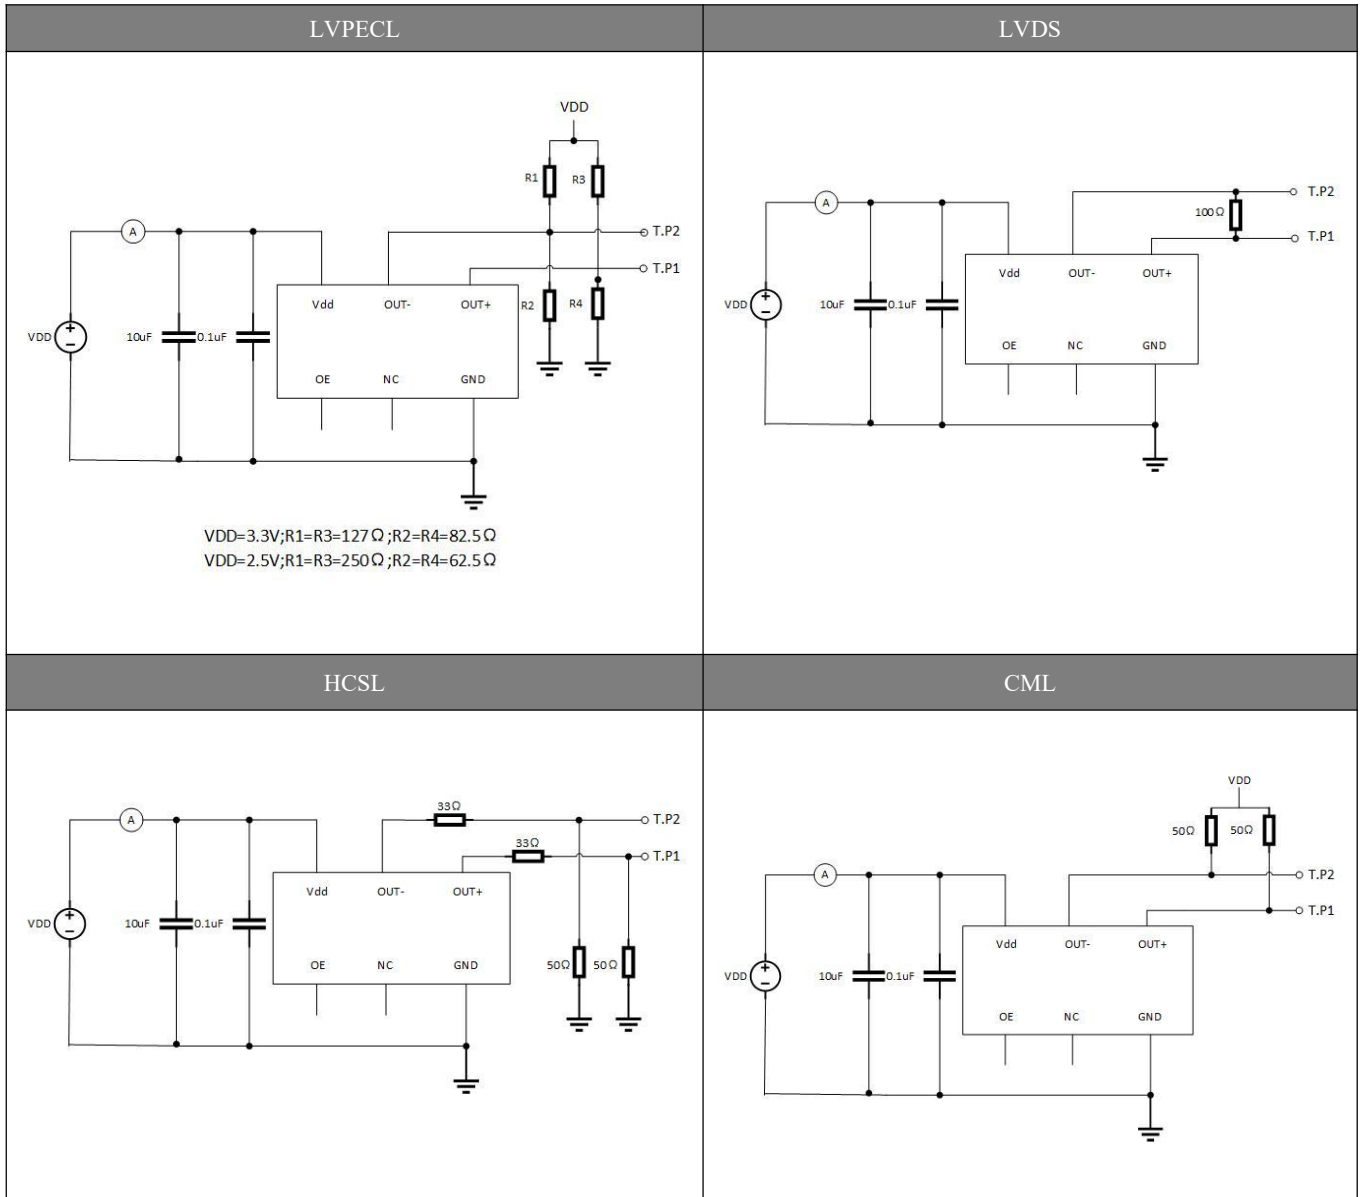 LVPECL
LVDS
VDD
R1
R3
T.P2
T.P1
A
Vdd
OUT-
OUT+
R2
R4
VDD
+
-
10uF
0.1uF
OE
NC
GND
VDD=3.3V;R1=R3=127Ω;R2=R4=82.5Ω
VDD=2.5V;R1=R3=250Ω;R2=R4=62.5Ω
T.P2
100Ω
T.P1
A
Vdd
OUT-
OUT+
VDD
+
-
10uF
0.1uF
OE
NC
GND
HCSL
CML
33Ω
T.P2
33Ω
T.P1
A
Vdd
OUT-
OUT+
VDD
+
-
10uF
0.1uF
OE
NC
GND
50Ω
50Ω
VDD
50Ω
50Ω
T.P2
T.P1
A
Vdd
OUT-
OUT+
VDD
+
-
10uF
0.1uF
OE
NC
GND